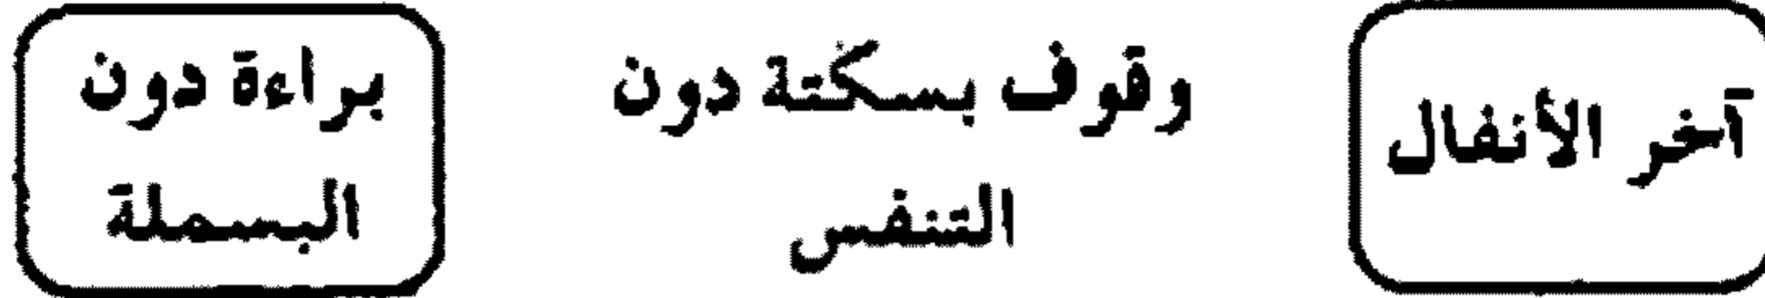 آخر الأنفال
وقوف بسكتة دون
التنفس
براءة دون
البسملة